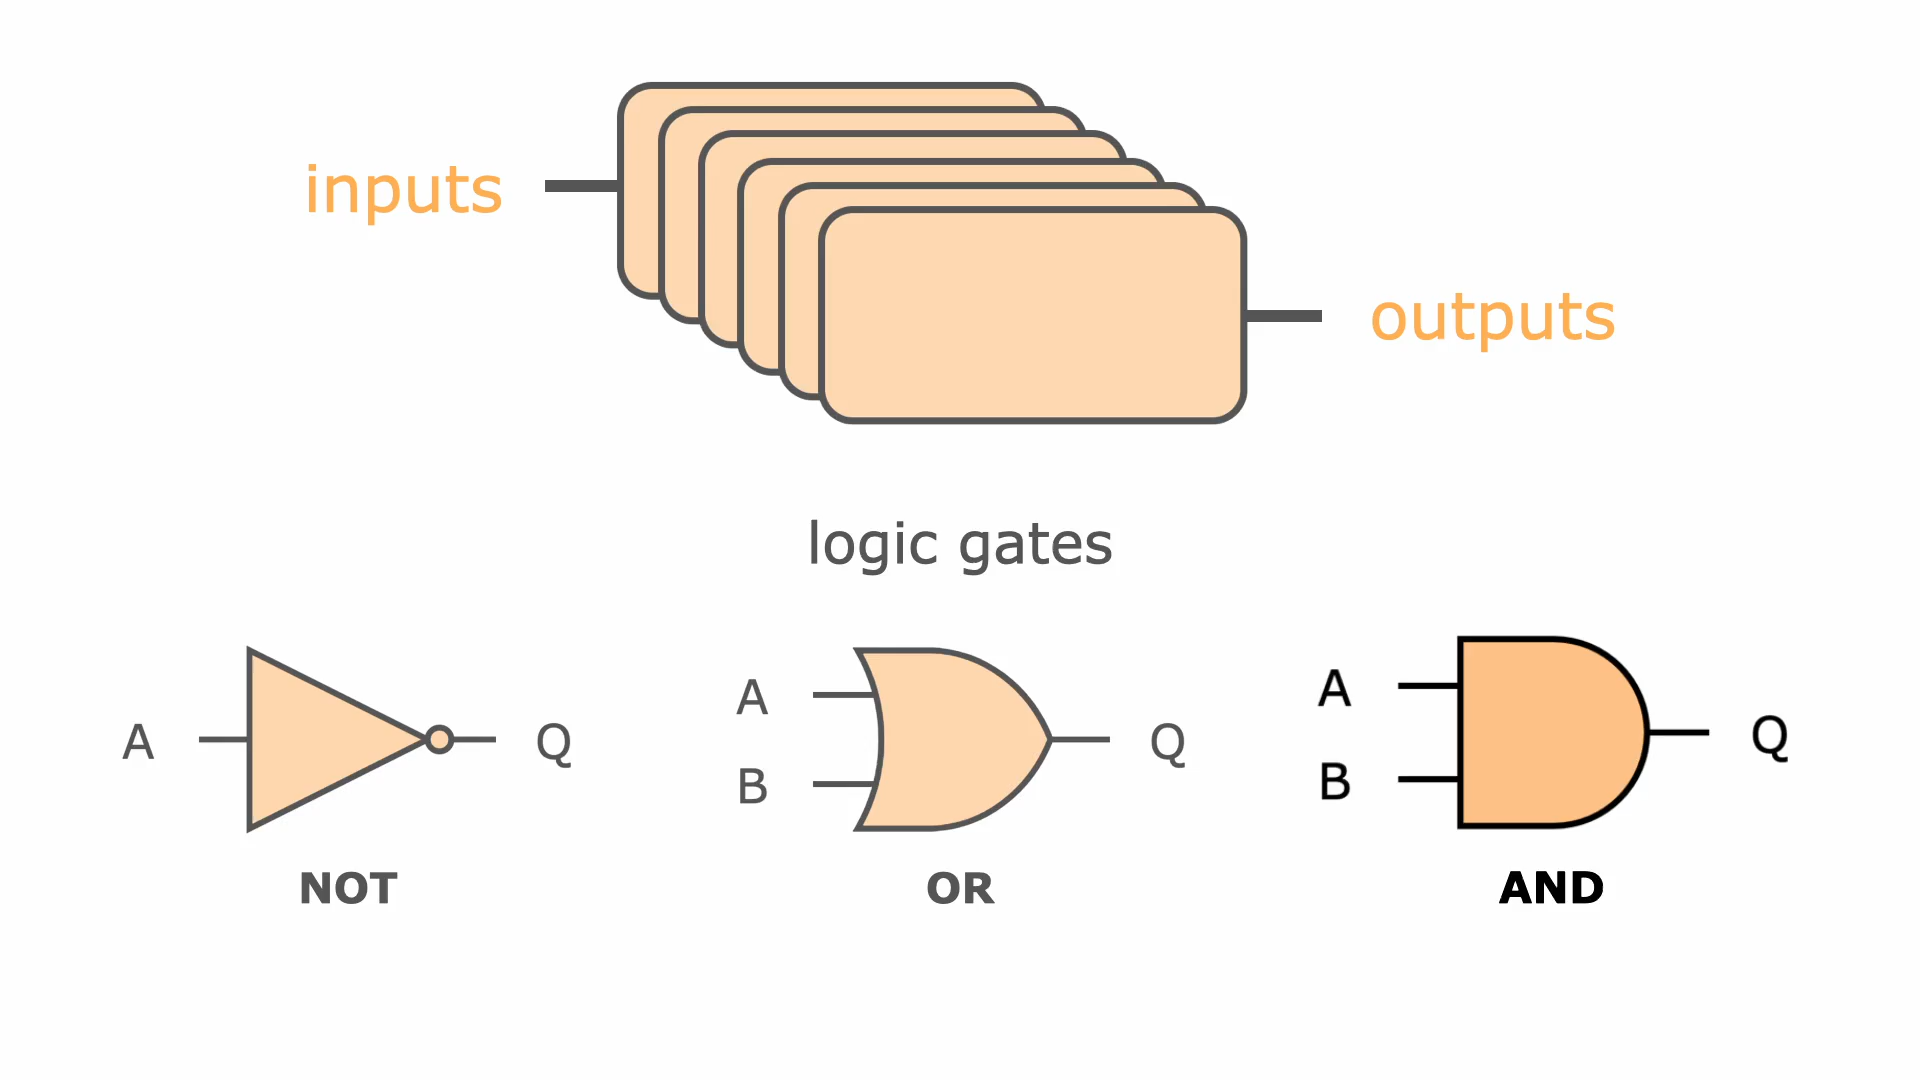 inputs
outputs
logic gates
A
Q
NOT
A
B
Q
OR
A
B
Q
AND